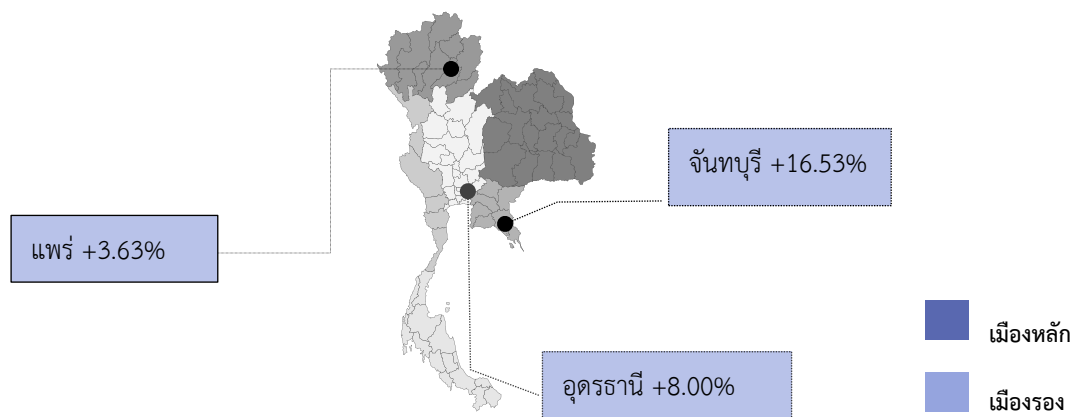 จันทบุรี +16.53%
แพร่ +3.63%
อุดรธานี +8.00%
เมืองหลัก
เมืองรอง